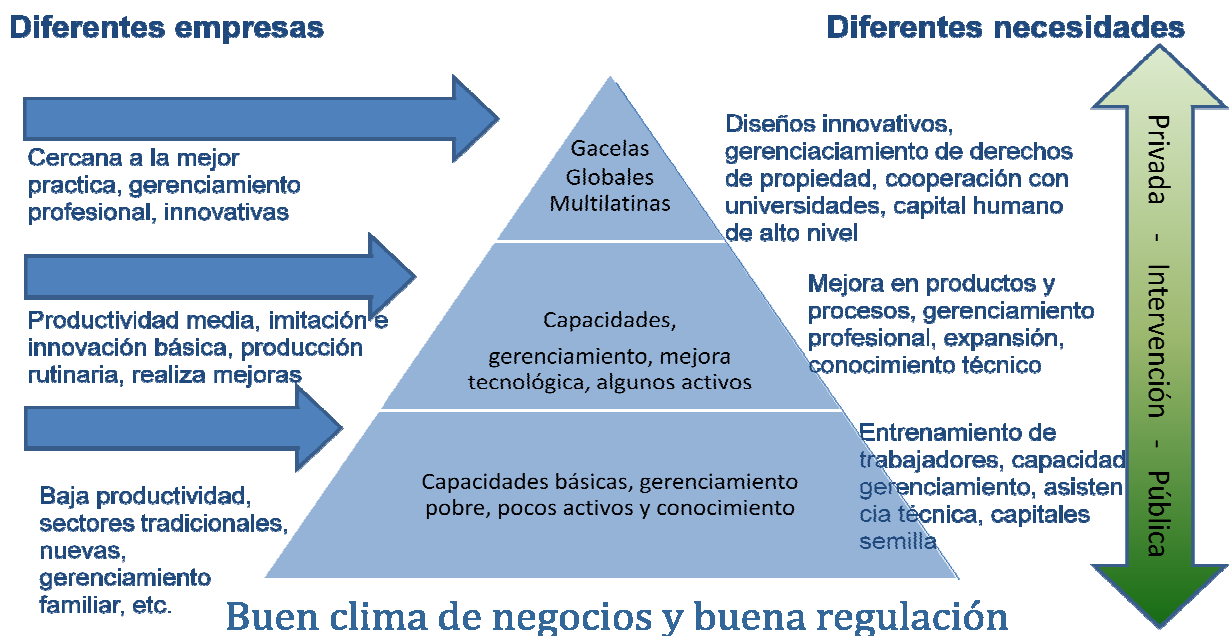 Diferentes empresas
Diferentes necesidades
Cercana a la mejor
practica, gerenciamiento
profesional, innovativas
Gacelas
Globales
Multilatinas
Diseños innovativos,
gerenciaciamiento de derechos
de propiedad, cooperación con
universidades, capital humano
de alto nivel
Productividad media, imitación e
innovación básica, producción
rutinaria, realiza mejoras
Capacidades,
gerenciamiento, mejora
tecnológica, algunos activos
Mejora en productos y
procesos, gerenciamiento
profesional, expansión,
conocimiento técnico
Baja productividad,
sectores tradicionales,
nuevas,
gerenciamiento
familiar, etc.
Capacidades básicas, gerenciamiento
pobre, pocos activos y conocimiento
Entrenamiento de
trabajadores, capacidad
gerenciamiento, asisten
cia técnica, capitales
semilla
Privada - Intervención - Pública
Buen clima de negocios y buena regulación